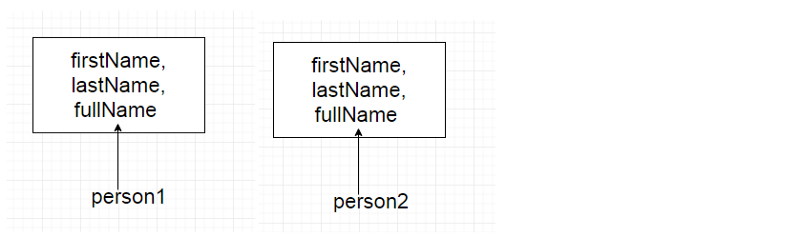 firstName,
lastName,
fullName
person1
firstName,
lastName,
fullName
person2